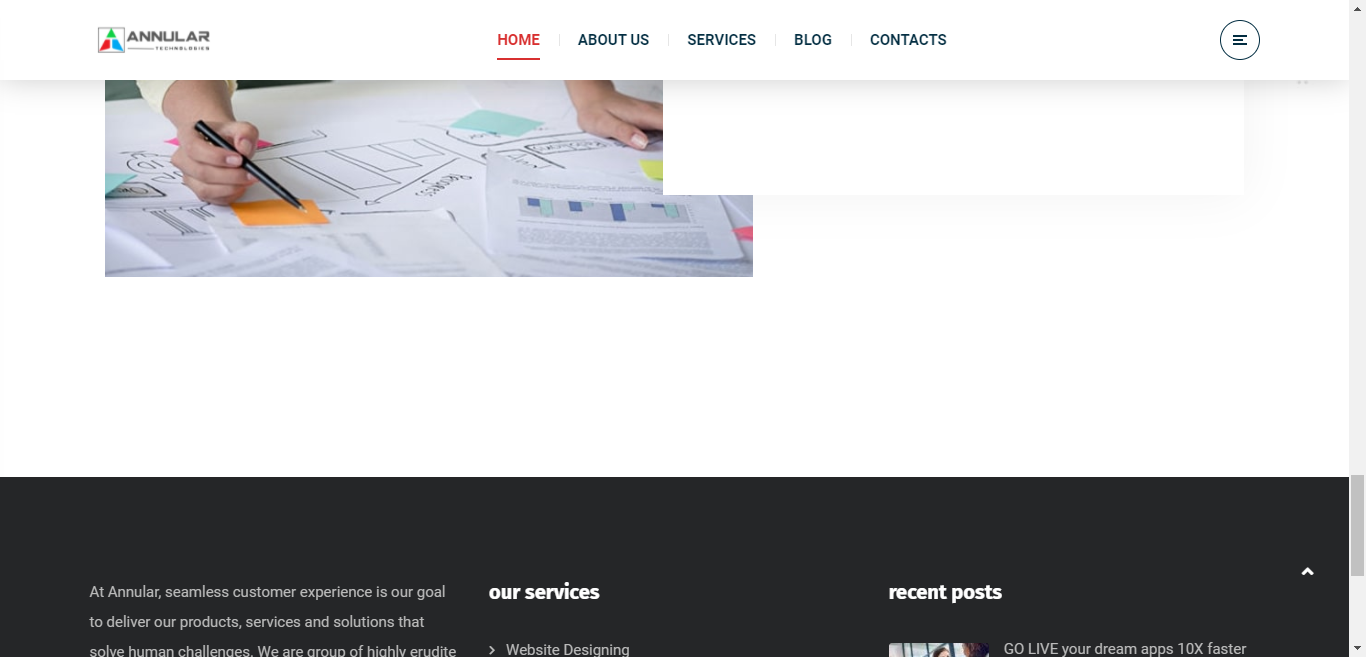 ANNULAR
TECHNOLOGIES
HOME
ABOUT US
SERVICES
BLOG
CONTACTS
Process
At Annular, seamless customer experience is our goal
to deliver our products, services and solutions that
solve human challenges. We are group of highly erudite
our services
Website Designing
recent posts
GO LIVE your dream apps 10X faster